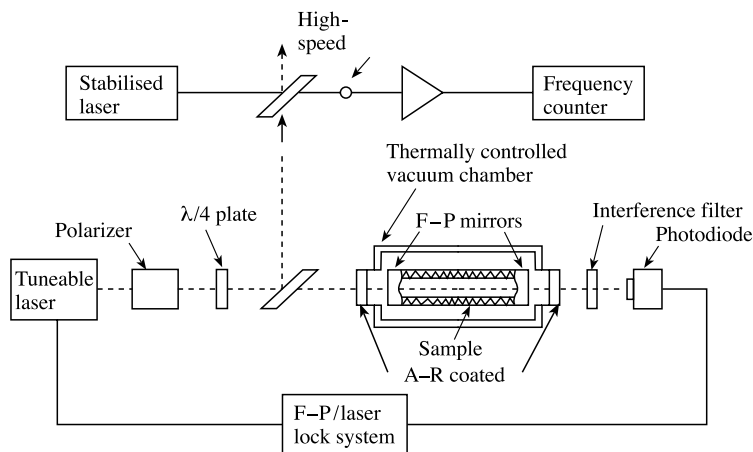 High-
speed
Stabilised
laser
Frequency
counter
Thermally controlled
vacuum chamber
λ/4 plate
F–P mirrors
Interference filter
Polarizer
Photodiode
Tuneable
laser
Sample
A–R coated
F–P/laser
lock system